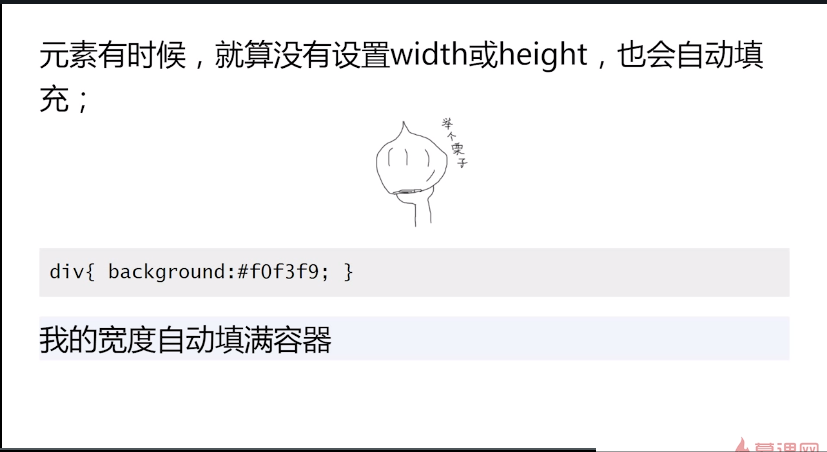 元素有时候，就算没有设置width或height，也会自动填
充；
举个栗子
div{ background:#f0f3f9; }
我的宽度自动填满容器
慕课网